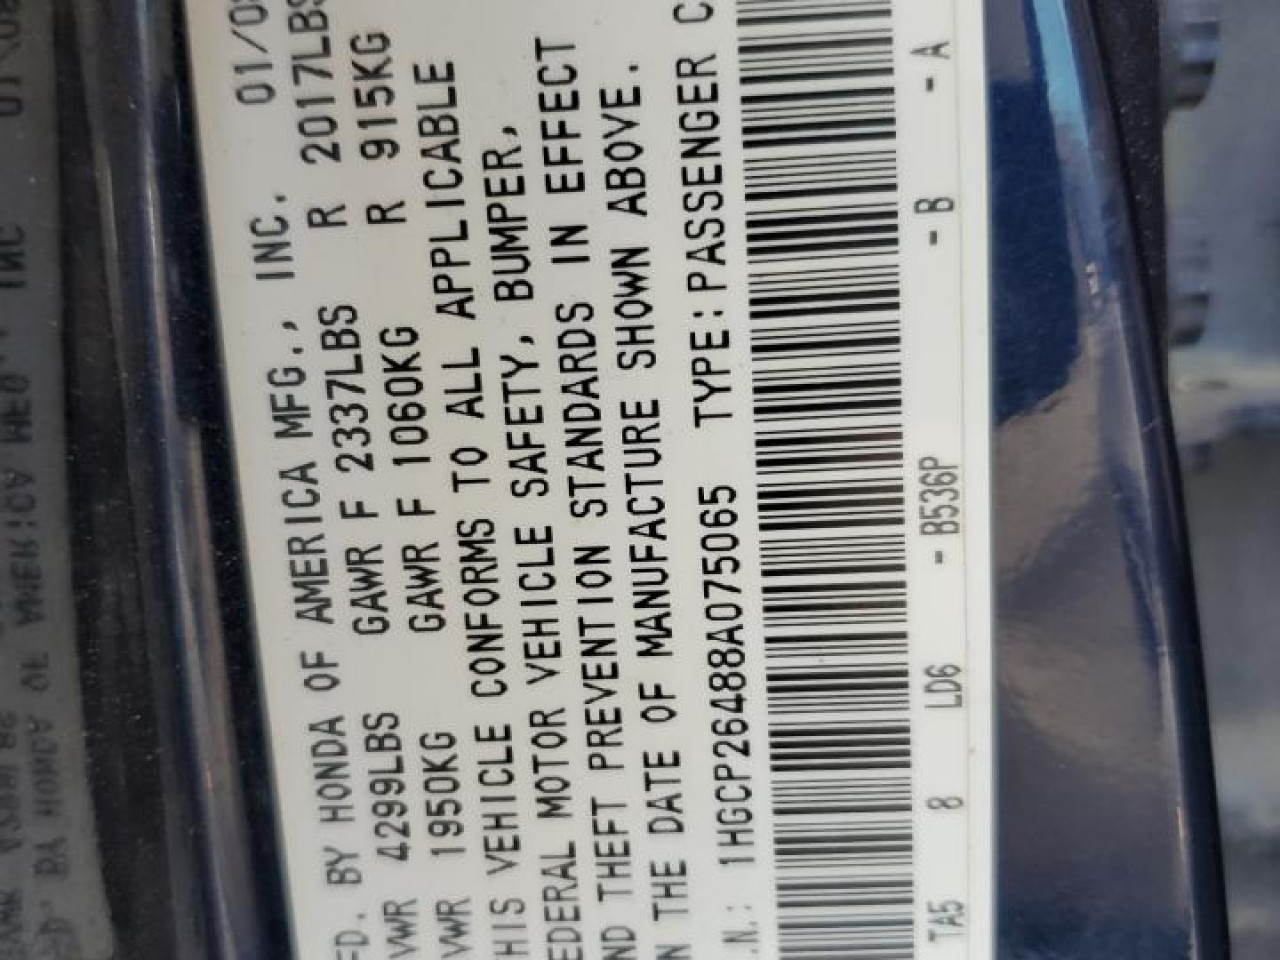 FD. BY HONDA OF AMERICA MFG., INC. 01/0
VWR 4299LBS GAWR F 2337LBS R 2017LBS
VWR 1950KG GAWR F 1060KG R 915KG
HIS VEHICLE CONFORMS TO ALL APPLICABLE
EDERAL MOTOR VEHICLE SAFETY, BUMPER,
ND THEFT PREVENTION STANDARDS IN EFFECT
N THE DATE OF MANUFACTURE SHOWN ABOVE.
.N.: 1HGCP26488A075065 TYPE:PASSENGER C
TA5 8 LD6 - B536P - B - A